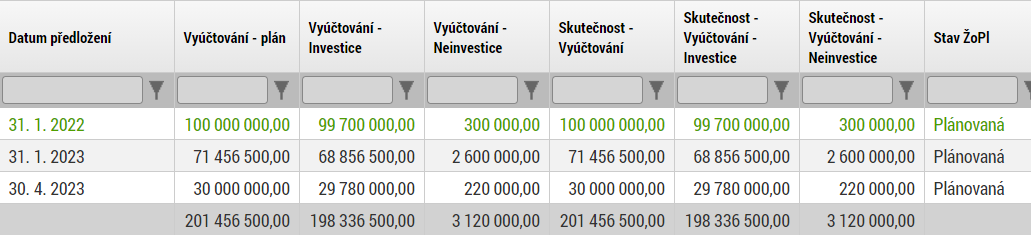 Datum předložení Vyúčtování - plán Vyúčtování - Investice Vyúčtování - Neinvestice Skutečnost - Vyúčtování Skutečnost - Vyúčtování - Investice Skutečnost - Vyúčtování - Neinvestice Stav ŽoPl
31. 1. 2022 100 000 000,00 99 700 000,00 300 000,00 100 000 000,00 99 700 000,00 300 000,00 Plánovaná
31. 1. 2023 71 456 500,00 68 856 500,00 2 600 000,00 71 456 500,00 68 856 500,00 2 600 000,00 Plánovaná
30. 4. 2023 30 000 000,00 29 780 000,00 220 000,00 30 000 000,00 29 780 000,00 220 000,00 Plánovaná
201 456 500,00 198 336 500,00 3 120 000,00 201 456 500,00 198 336 500,00 3 120 000,00